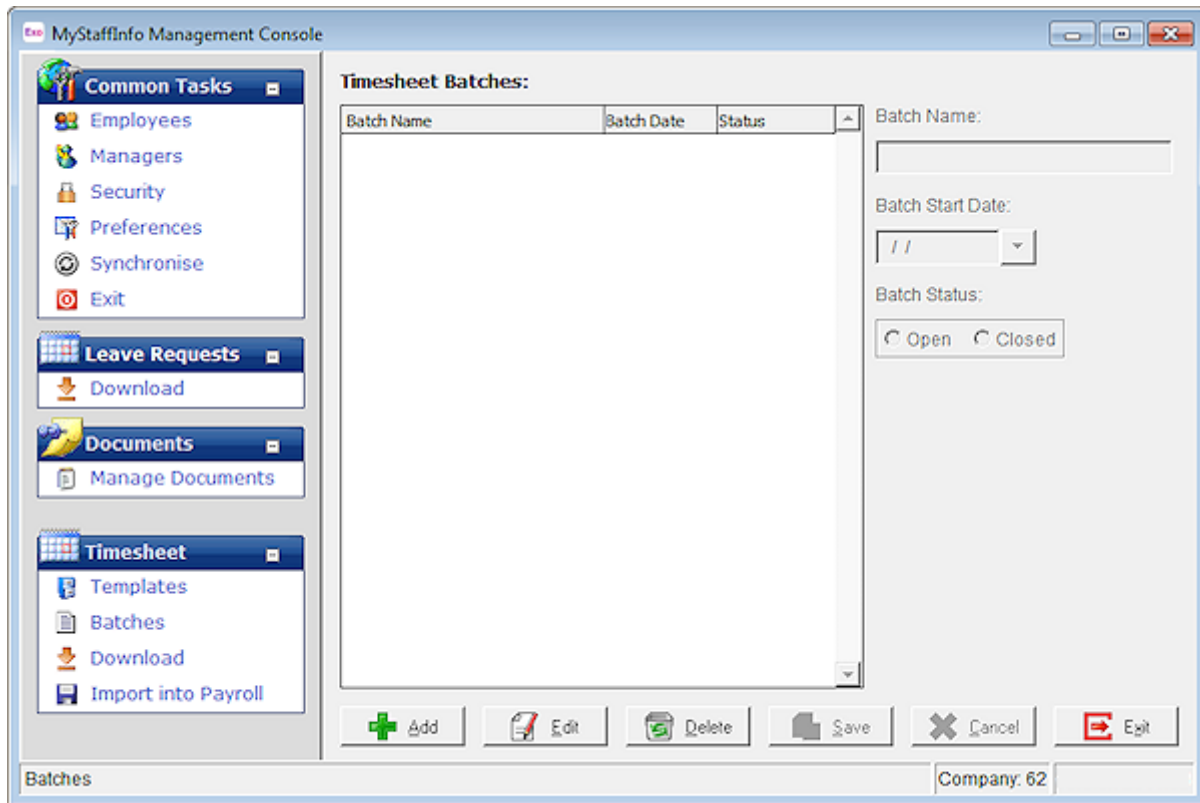 Exo MyStaffInfo Management Console
Common Tasks
Employees
Managers
Security
Preferences
Synchronise
Exit
Leave Requests
Download
Documents
Manage Documents
Timesheet
Templates
Batches
Download
Import into Payroll
Timesheet Batches:
Batch Name Batch Date Status
Batch Name:
Batch Start Date:
/ /
Batch Status:
Open Closed
Add Edit Delete Save Cancel Exit
Batches Company: 62